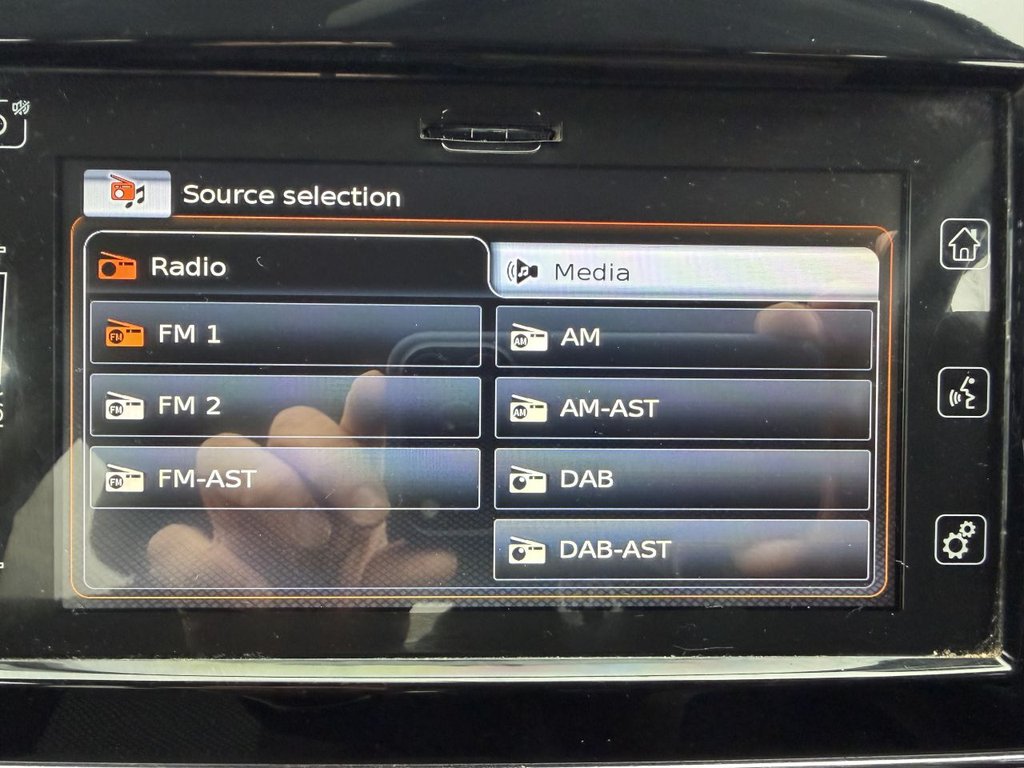 Source selection
Radio
Media
FM 1
AM
FM 2
AM-AST
FM-AST
DAB
DAB-AST